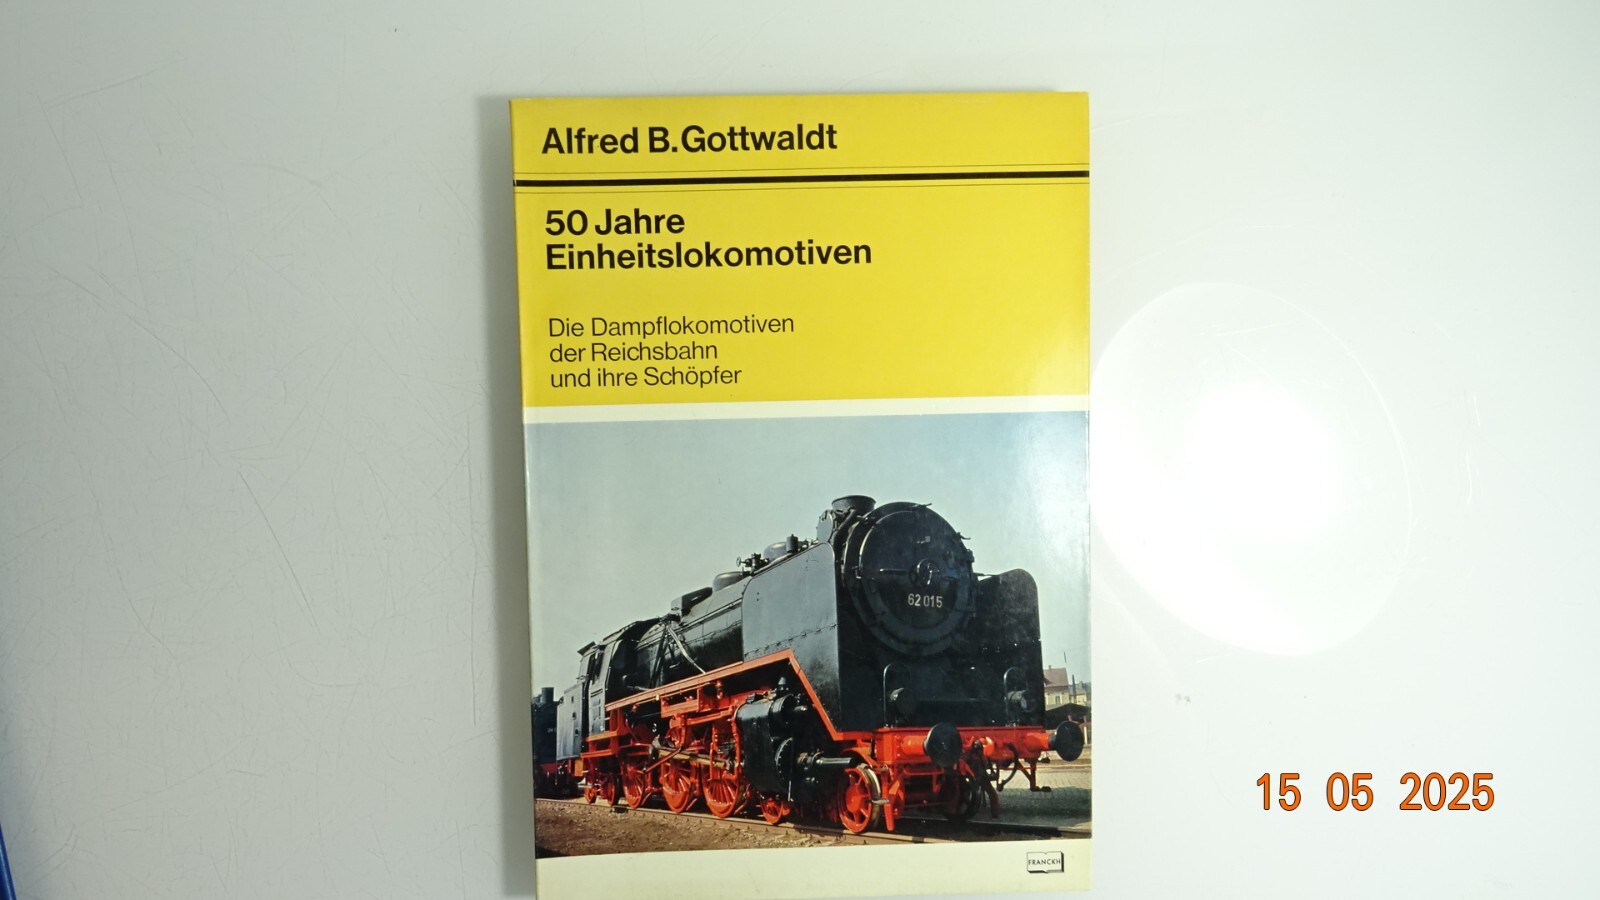 Alfred B. Gottwaldt
50 Jahre
Einheitslokomotiven
Die Dampflokomotiven
der Reichsbahn
und ihre Schöpfer
62 015
FRANCKH
15 05 2025